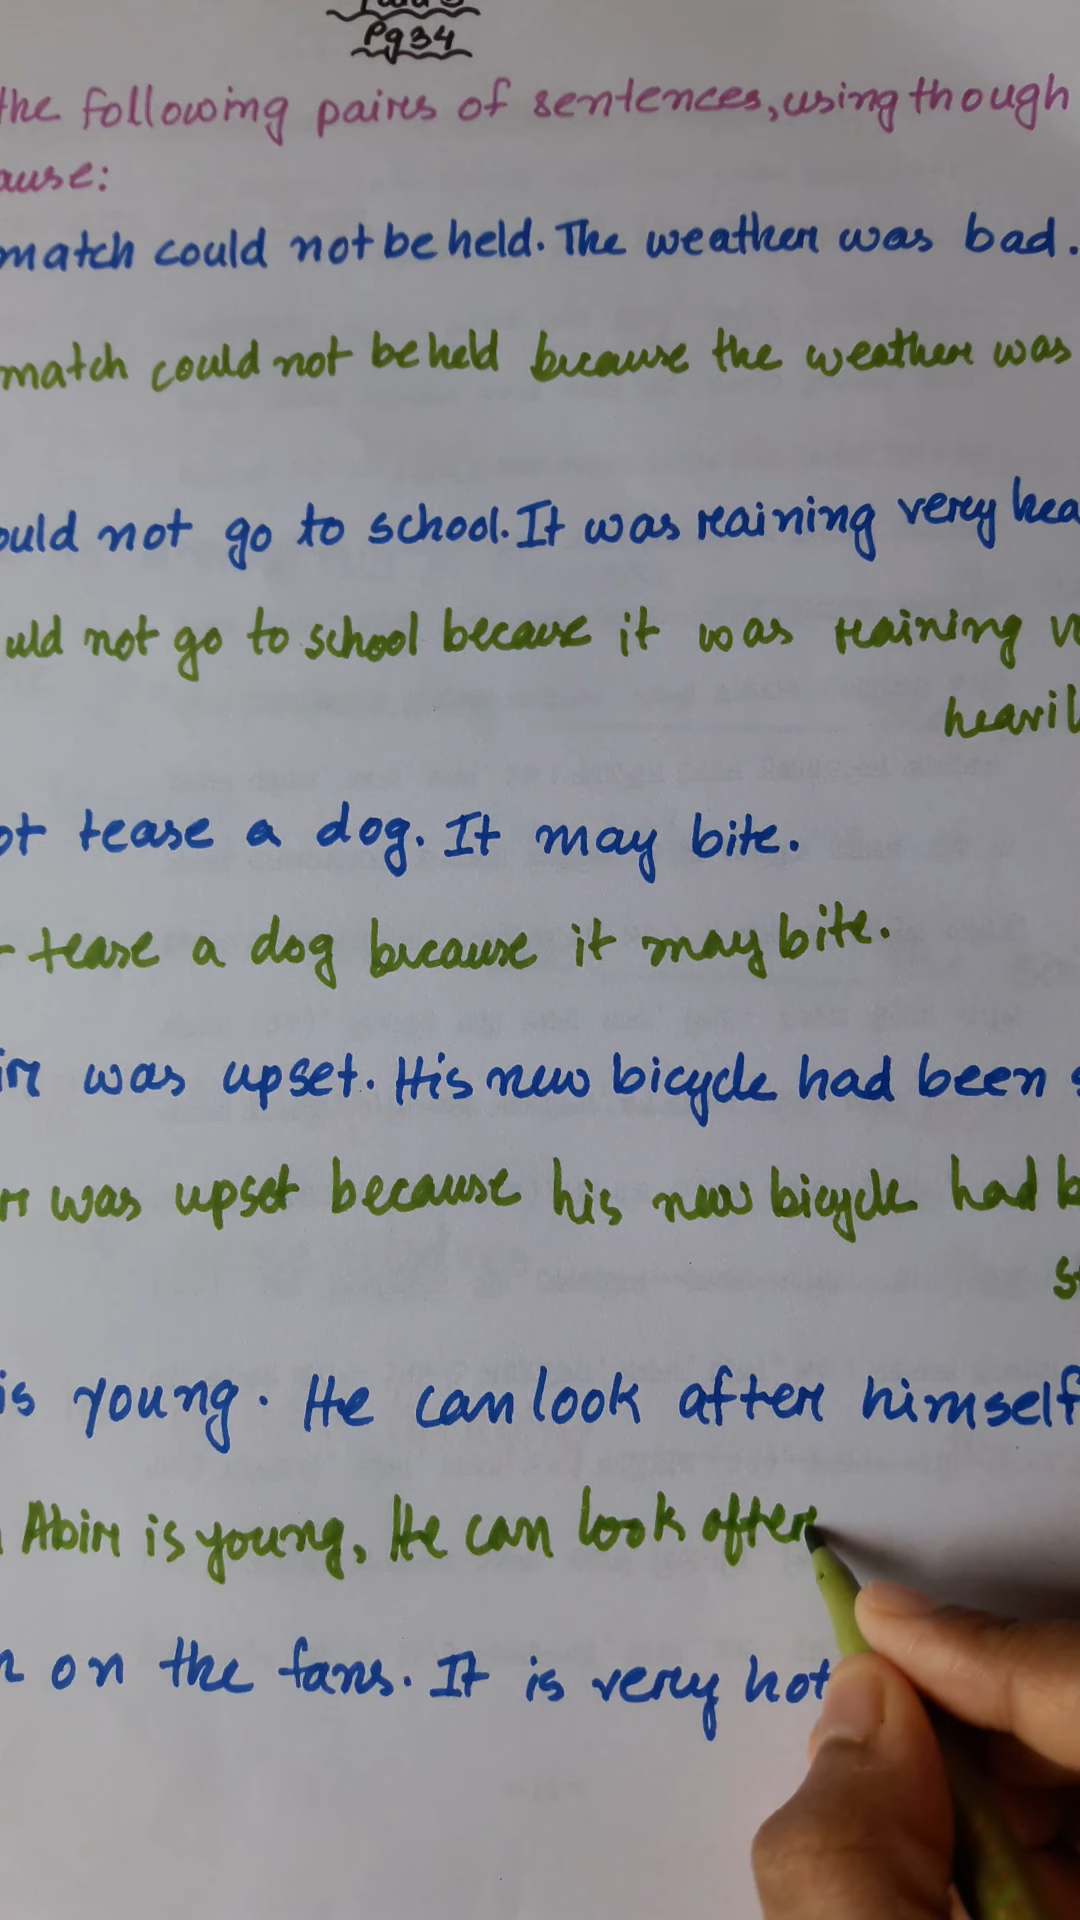 Pg 34
the following pairs of sentences, using though
ause:
match could not be held. The weather was bad.
match could not be held because the weather was
ould not go to school. It was raining very hea
uld not go to school because it was raining v
heavil
ot tease a dog. It may bite.
tease a dog because it may bite.
ir was upset. His new bicycle had been s
r was upset because his new bicycle had b
s
is young. He can look after himself
Abir is young, He can look after
n on the fans. It is very hot